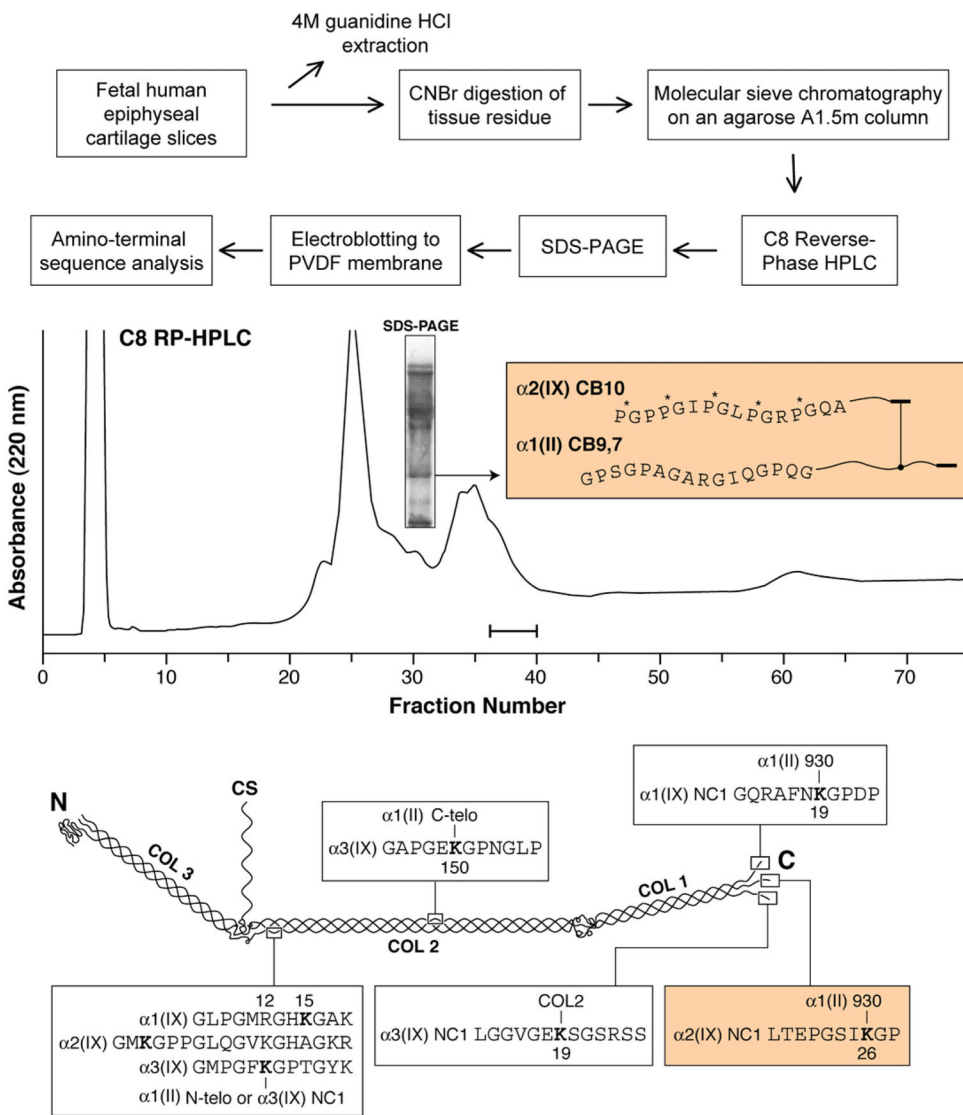 4M guanidine HCl
extraction
Fetal human
epiphyseal
cartilage slices
CNBr digestion of
tissue residue
Molecular sieve chromatography
on an agarose A1.5m column
Amino-terminal
sequence analysis
Electroblotting to
PVDF membrane
SDS-PAGE
C8 Reverse-
Phase HPLC
C8 RP-HPLC
SDS-PAGE
α2(IX) CB10
* * * * *
PGPPGIPGLPGRPGQA
α1(II) CB9,7
GPSGPAGARGIQGPQG
Absorbance (220 nm)
0 10 20 30 40 50 60 70
Fraction Number
α1(II) 930
α1(IX) NC1 GQRAFNKGPDP
19
N
CS
α1(II) C-telo
α3(IX) GAPGEKGPNGLP
150
C
COL 3
COL 1
COL 2
12 15
α1(IX) GLPGMRGHKGAK
α2(IX) GMKGPPGLQGVKGHAGKR
α3(IX) GMPGFKGPTGYK
α1(II) N-telo or α3(IX) NC1
COL2
α3(IX) NC1 LGGVGEKSGSRSS
19
α1(II) 930
α2(IX) NC1 LTEPGSIKGP
26